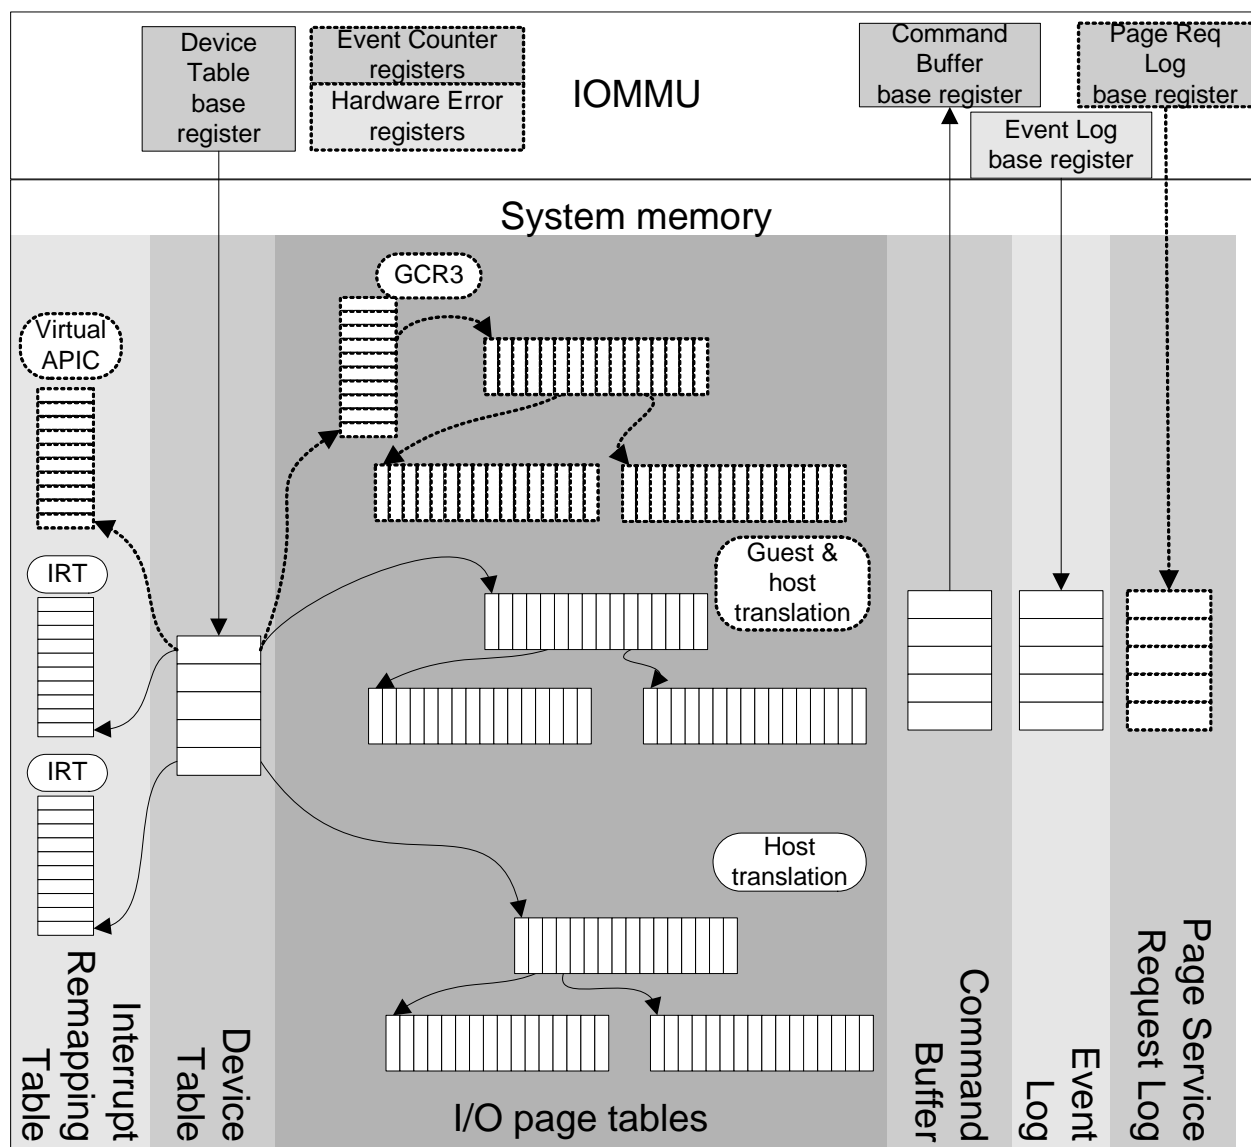 Device
Table
base
register
Event Counter
registers
Hardware Error
registers
IOMMU
Command
Buffer
base register
Page Req
Log
base register
Event Log
base register
System memory
GCR3
Virtual
APIC
IRT
IRT
Guest &
host
translation
Host
translation
Interrupt
Remapping
Table
Device
Table
I/O page tables
Command
Buffer
Event
Log
Page Service
Request Log